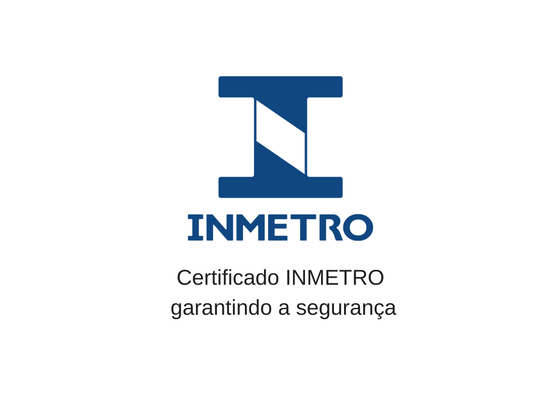 INMETRO
Certificado INMETRO
garantindo a segurança